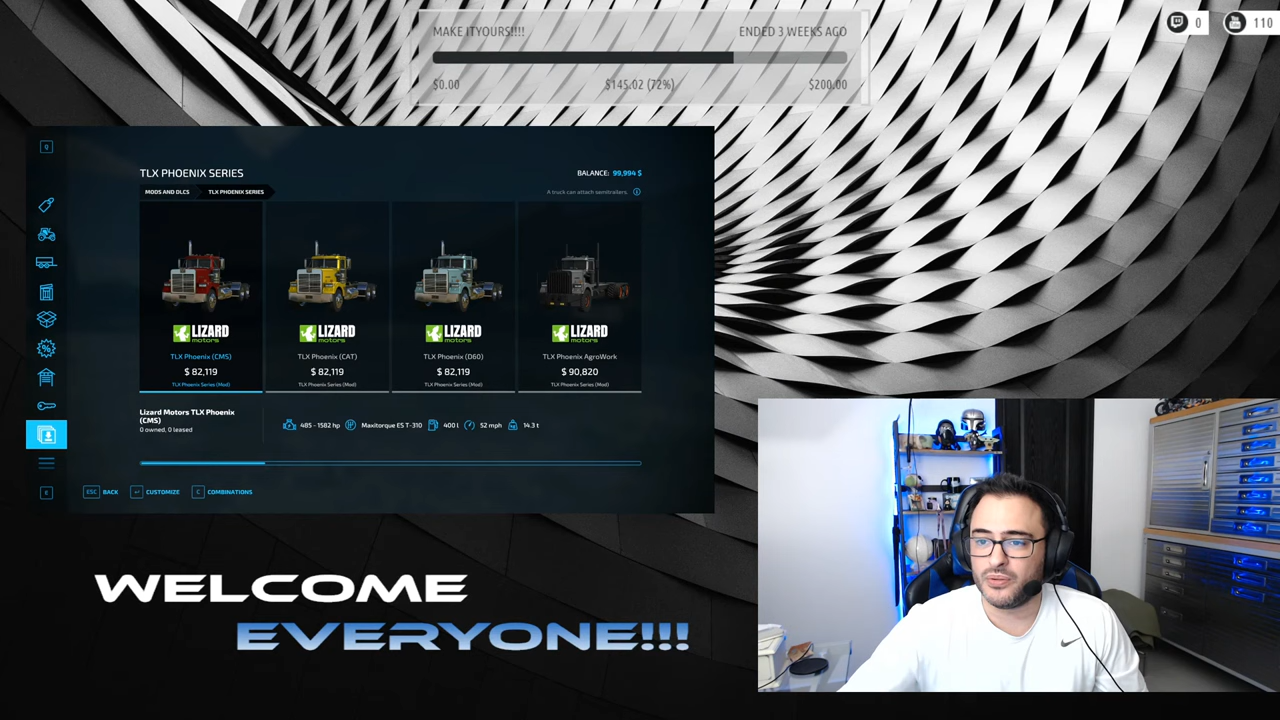 MAKE ITYOURS!!!!
ENDED 3 WEEKS AGO
$0.00
$145.02 (72%)
$200.00
0
110
Q
TLX PHOENIX SERIES
BALANCE: 99,994 $
MODS AND DLCS
TLX PHOENIX SERIES
A truck can attach semitrailers.
LIZARD motors
TLX Phoenix (CMS)
$ 82,119
TLX Phoenix Series (Mod)
LIZARD motors
TLX Phoenix (CAT)
$ 82,119
TLX Phoenix Series (Mod)
LIZARD motors
TLX Phoenix (D60)
$ 82,119
TLX Phoenix Series (Mod)
LIZARD motors
TLX Phoenix AgroWork
$ 90,820
TLX Phoenix Series (Mod)
Lizard Motors TLX Phoenix
(CMS)
0 owned, 0 leased
485 - 1582 hp
Maxitorque ES T-310
400 l
52 mph
14.3 t
E
ESC BACK
CUSTOMIZE
C COMBINATIONS
WELCOME
EVERYONE!!!